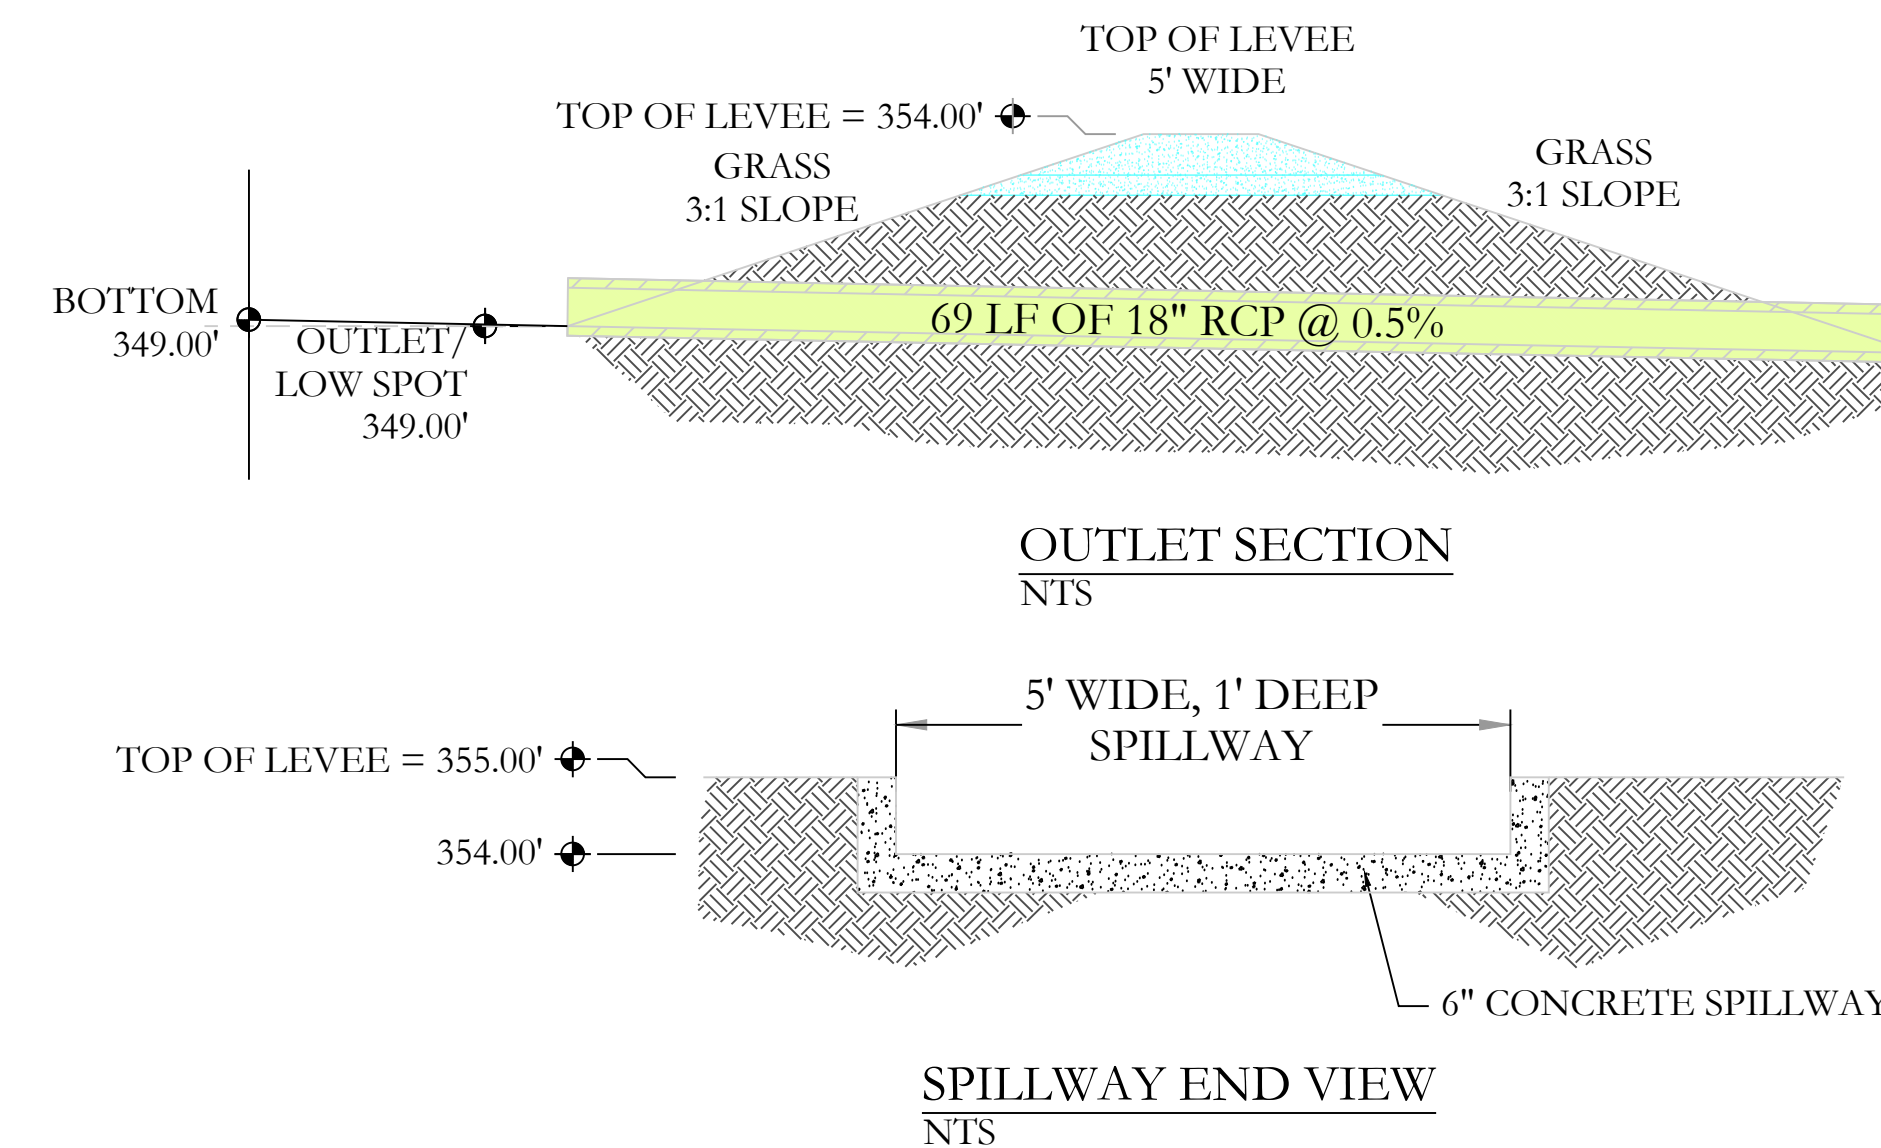 TOP OF LEVEE
5' WIDE
TOP OF LEVEE = 354.00'
GRASS
3:1 SLOPE
GRASS
3:1 SLOPE
BOTTOM
349.00'
OUTLET/
LOW SPOT
349.00'
69 LF OF 18" RCP @ 0.5%
OUTLET SECTION
NTS
5' WIDE, 1' DEEP
SPILLWAY
TOP OF LEVEE = 355.00'
354.00'
6" CONCRETE SPILLWAY
SPILLWAY END VIEW
NTS